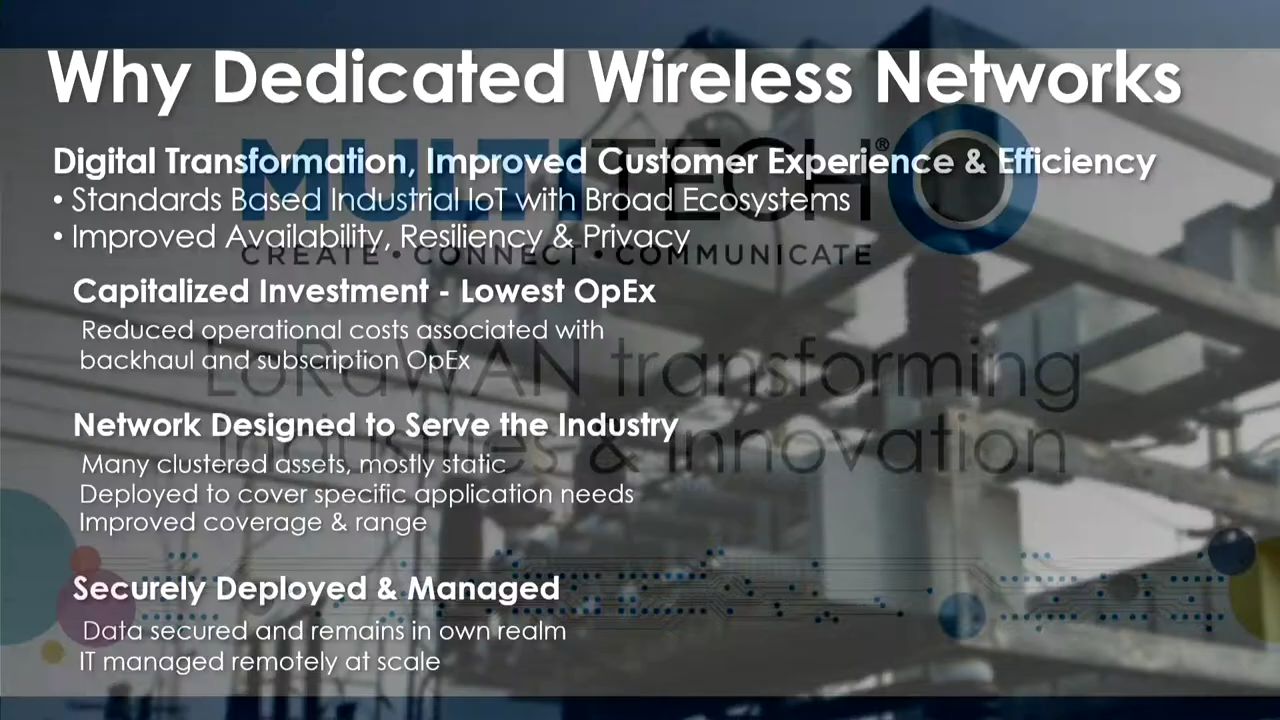 Why Dedicated Wireless Networks
MULTITECH®
Digital Transformation, Improved Customer Experience & Efficiency
• Standards Based Industrial IoT with Broad Ecosystems
• Improved Availability, Resiliency & Privacy
CREATE • CONNECT • COMMUNICATE
Capitalized Investment - Lowest OpEx
Reduced operational costs associated with
backhaul and subscription OpEx
LoRaWAN transforming
industries & innovation
Network Designed to Serve the Industry
Many clustered assets, mostly static
Deployed to cover specific application needs
Improved coverage & range
Securely Deployed & Managed
Data secured and remains in own realm
IT managed remotely at scale